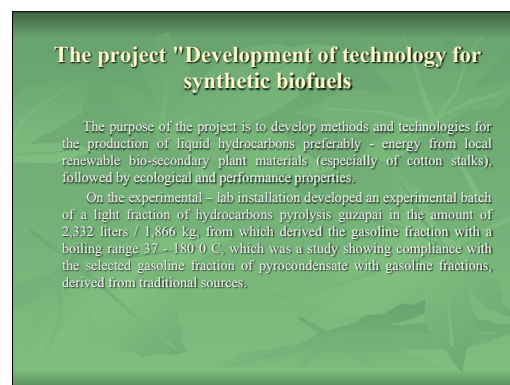 The project "Development of technology for
synthetic biofuels
The purpose of the project is to develop methods and technologies for
the production of liquid hydrocarbons preferably - energy from local
renewable bio-secondary plant materials (especially of cotton stalks),
followed by ecological and performance properties.
On the experimental – lab installation developed an experimental batch
of a light fraction of hydrocarbons pyrolysis guzapai in the amount of
2,332 liters / 1,866 kg, from which derived the gasoline fraction with a
boiling range 37 - 180 0 C, which was a study showing compliance with
the selected gasoline fraction of pyrocondensate with gasoline fractions,
derived from traditional sources.